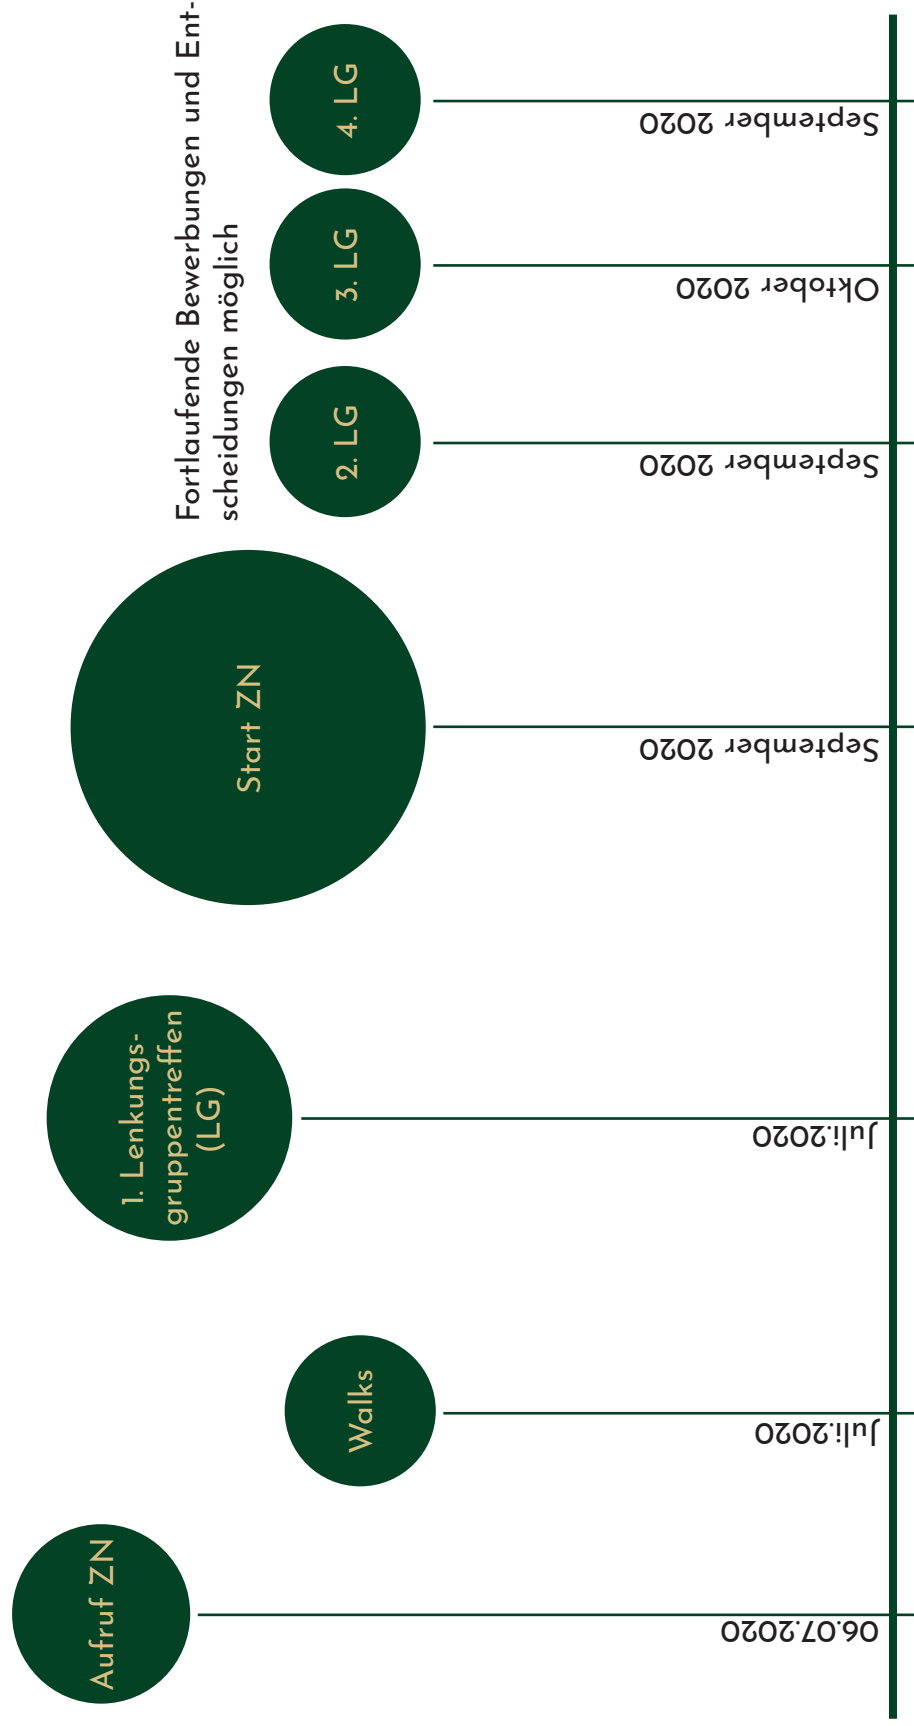 Aufruf ZN
06.07.2020
Walks
Juli.2020
1. Lenkungs-
gruppentreffen
(LG)
Juli.2020
Start ZN
September 2020
Fortlaufende Bewerbungen und Ent-
scheidungen möglich
2. LG
September 2020
3. LG
Oktober 2020
4. LG
September 2020